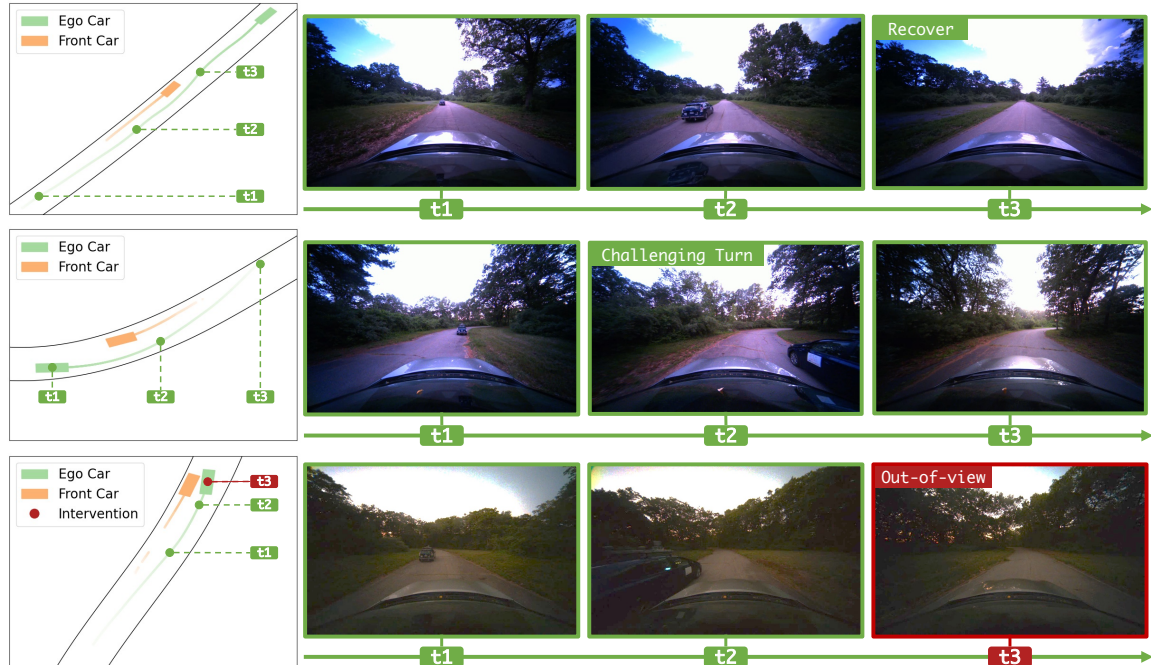 Ego Car
Front Car
t3
t2
t1
Recover
t1
t2
t3
Ego Car
Front Car
t1
t2
t3
Challenging Turn
t1
t2
t3
Ego Car
Front Car
Intervention
t3
t2
t1
Out-of-view
t1
t2
t3